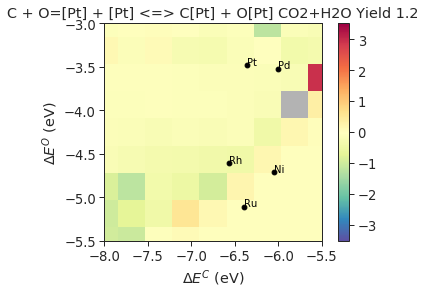 C + O=[Pt] + [Pt] <=> C[Pt] + O[Pt] CO2+H2O Yield 1.2
−3.0
−3.5
−4.0
−4.5
−5.0
−5.5
ΔE^O (eV)
Pt
Pd
Rh
Ni
Ru
−8.0 −7.5 −7.0 −6.5 −6.0 −5.5
ΔE^C (eV)
3
2
1
0
−1
−2
−3